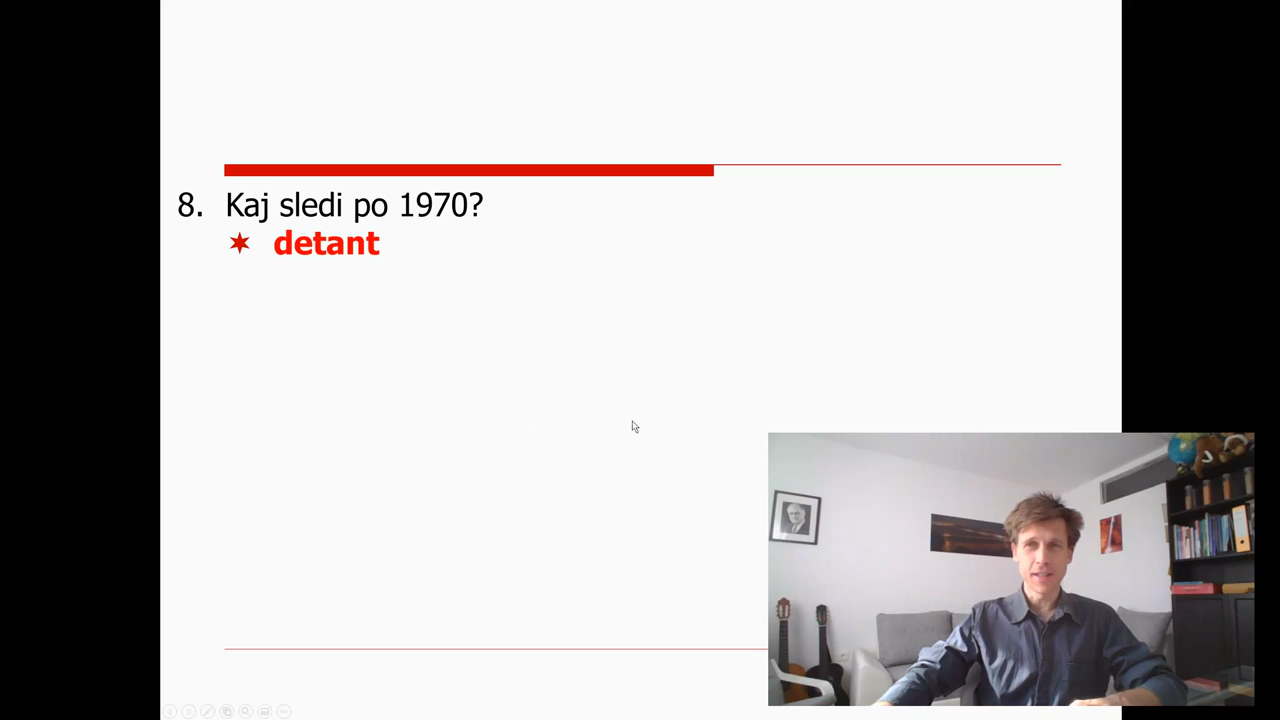 8. Kaj sledi po 1970?
✶ detant